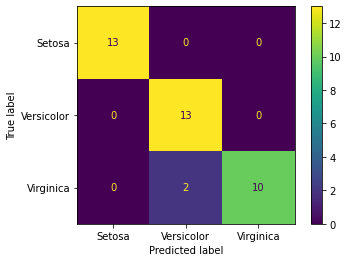 True label
Setosa
13 0 0
Versicolor
0 13 0
Virginica
0 2 10
Setosa Versicolor Virginica
Predicted label
12
10
8
6
4
2
0